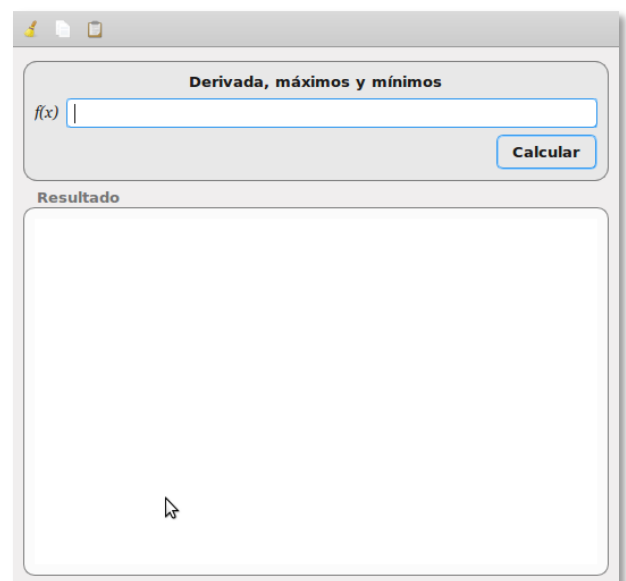 Derivada, máximos y mínimos
f(x)
Calcular
Resultado